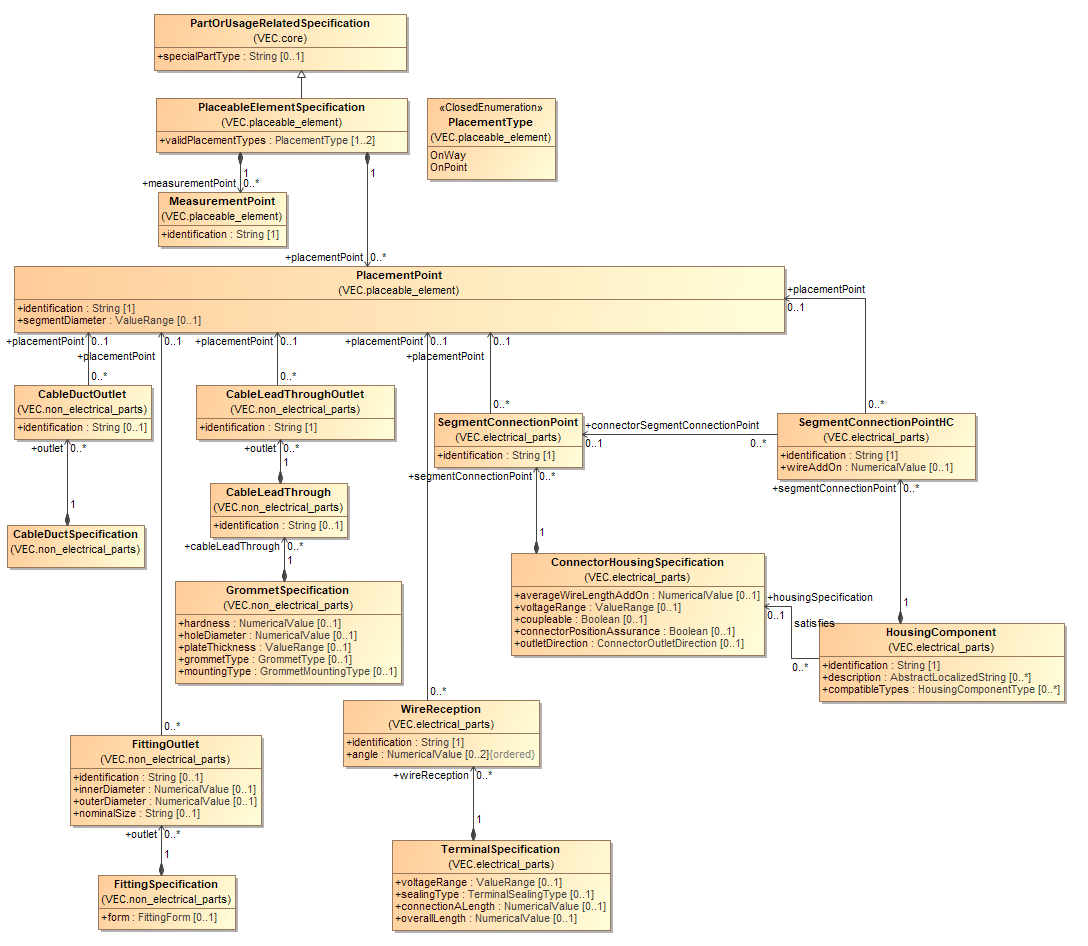 PartOrUsageRelatedSpecification
(VEC.core)
+specialPartType : String [0..1]
PlaceableElementSpecification
(VEC.placeable_element)
+validPlacementTypes : PlacementType [1..2]
«ClosedEnumeration»
PlacementType
(VEC.placeable_element)
OnWay
OnPoint
1
+measurementPoint 0..*
1
MeasurementPoint
(VEC.placeable_element)
+identification : String [1]
+placementPoint 0..*
PlacementPoint
(VEC.placeable_element)
+identification : String [1]
+segmentDiameter : ValueRange [0..1]
+placementPoint
0..1
+placementPoint 0..1
+placementPoint
0..1
+placementPoint 0..1
+placementPoint 0..1
+placementPoint
0..1
0..*
0..*
0..*
0..*
CableDuctOutlet
(VEC.non_electrical_parts)
+identification : String [0..1]
CableLeadThroughOutlet
(VEC.non_electrical_parts)
+identification : String [1]
SegmentConnectionPoint
(VEC.electrical_parts)
+identification : String [1]
+connectorSegmentConnectionPoint
0..1
0..*
SegmentConnectionPointHC
(VEC.electrical_parts)
+identification : String [1]
+wireAddOn : NumericalValue [0..1]
+outlet 0..*
1
+outlet 0..*
1
+segmentConnectionPoint 0..*
1
+segmentConnectionPoint 0..*
1
CableDuctSpecification
(VEC.non_electrical_parts)
CableLeadThrough
(VEC.non_electrical_parts)
+identification : String [0..1]
+cableLeadThrough 0..*
1
GrommetSpecification
(VEC.non_electrical_parts)
+hardness : NumericalValue [0..1]
+holeDiameter : NumericalValue [0..1]
+plateThickness : ValueRange [0..1]
+grommetType : GrommetType [0..1]
+mountingType : GrommetMountingType [0..1]
ConnectorHousingSpecification
(VEC.electrical_parts)
+averageWireLengthAddOn : NumericalValue [0..1]
+voltageRange : ValueRange [0..1]
+coupleable : Boolean [0..1]
+connectorPositionAssurance : Boolean [0..1]
+outletDirection : ConnectorOutletDirection [0..1]
+housingSpecification
0..1
satisfies
0..*
HousingComponent
(VEC.electrical_parts)
+identification : String [1]
+description : AbstractLocalizedString [0..*]
+compatibleTypes : HousingComponentType [0..*]
0..*
WireReception
(VEC.electrical_parts)
+identification : String [1]
+angle : NumericalValue [0..2]{ordered}
+wireReception 0..*
1
0..*
FittingOutlet
(VEC.non_electrical_parts)
+identification : String [0..1]
+innerDiameter : NumericalValue [0..1]
+outerDiameter : NumericalValue [0..1]
+nominalSize : String [0..1]
+outlet 0..*
1
FittingSpecification
(VEC.non_electrical_parts)
+form : FittingForm [0..1]
TerminalSpecification
(VEC.electrical_parts)
+voltageRange : ValueRange [0..1]
+sealingType : TerminalSealingType [0..1]
+connectionALength : NumericalValue [0..1]
+overallLength : NumericalValue [0..1]